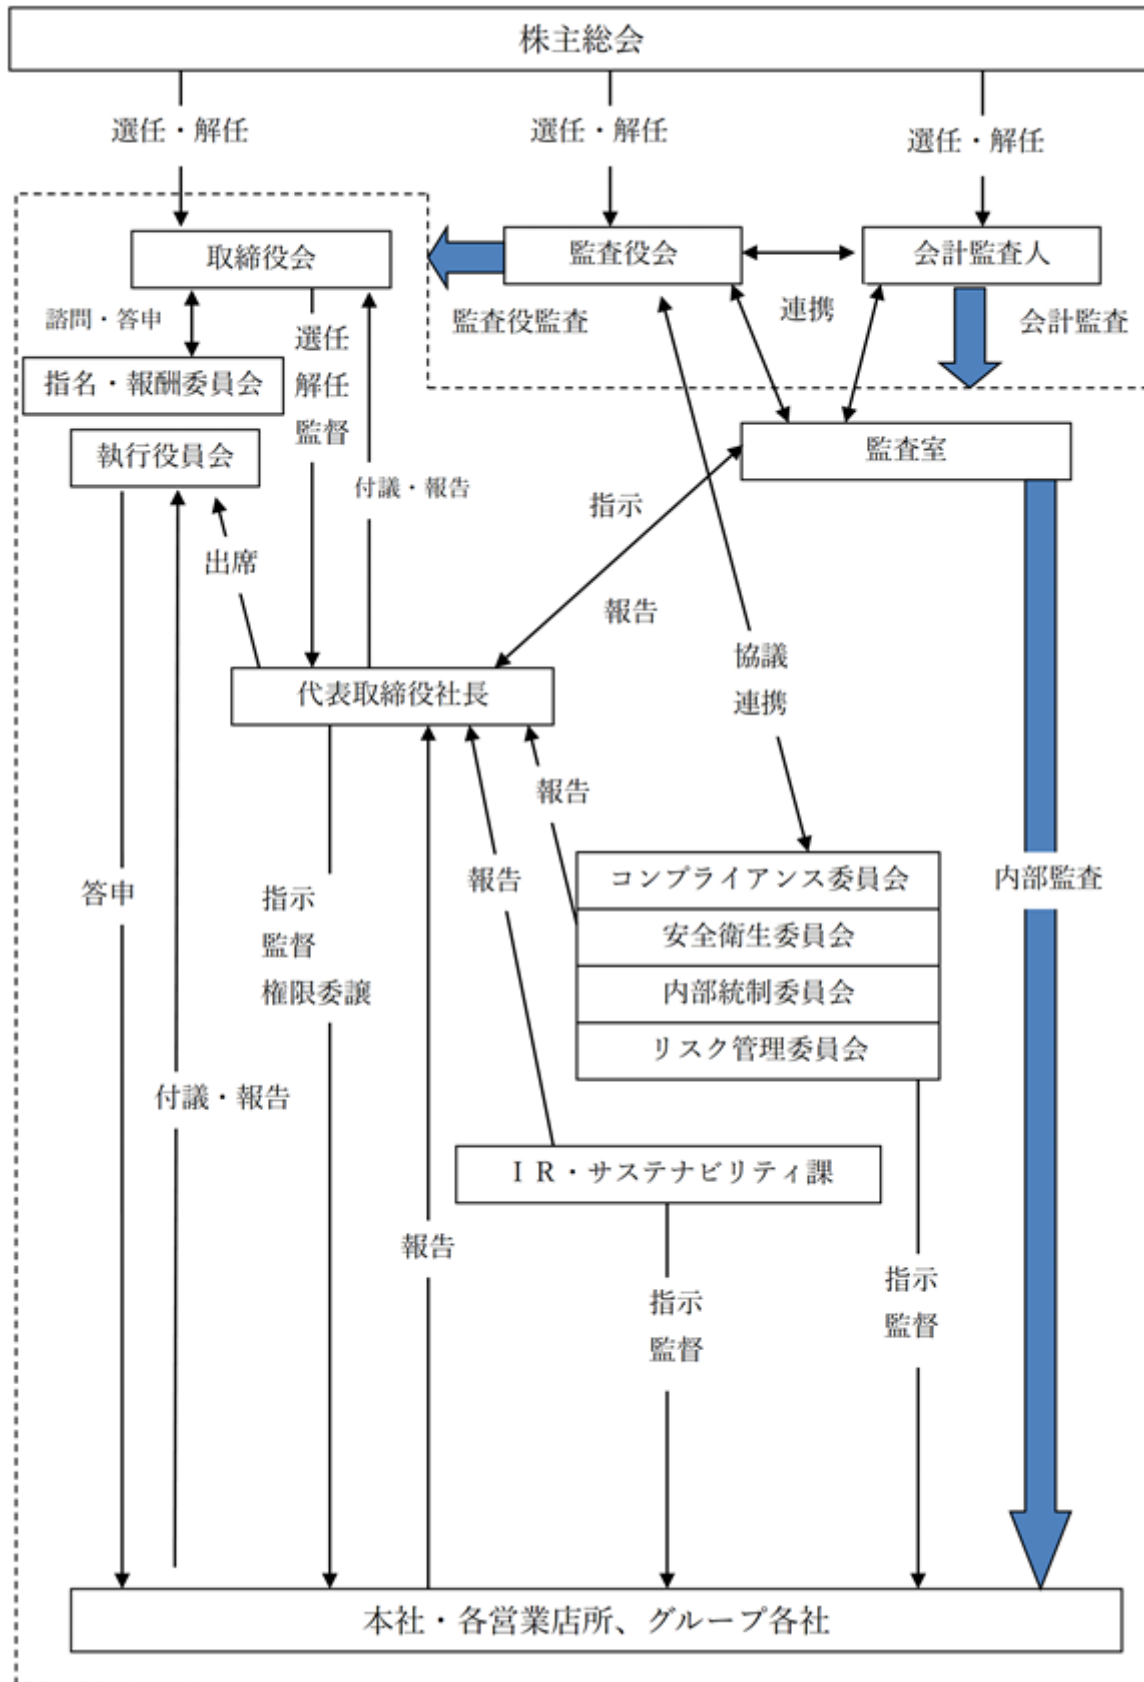 株主総会
選任・解任
選任・解任
選任・解任
取締役会
監査役会
会計監査人
諮問・答申
選任
解任
監督
監査役監査
連携
会計監査
指名・報酬委員会
執行役員会
監査室
付議・報告
指示
出席
報告
協議
連携
代表取締役社長
報告
報告
コンプライアンス委員会
安全衛生委員会
内部統制委員会
リスク管理委員会
内部監査
答申
指示
監督
権限委譲
付議・報告
ＩＲ・サステナビリティ課
報告
指示
監督
指示
監督
本社・各営業店所、グループ各社